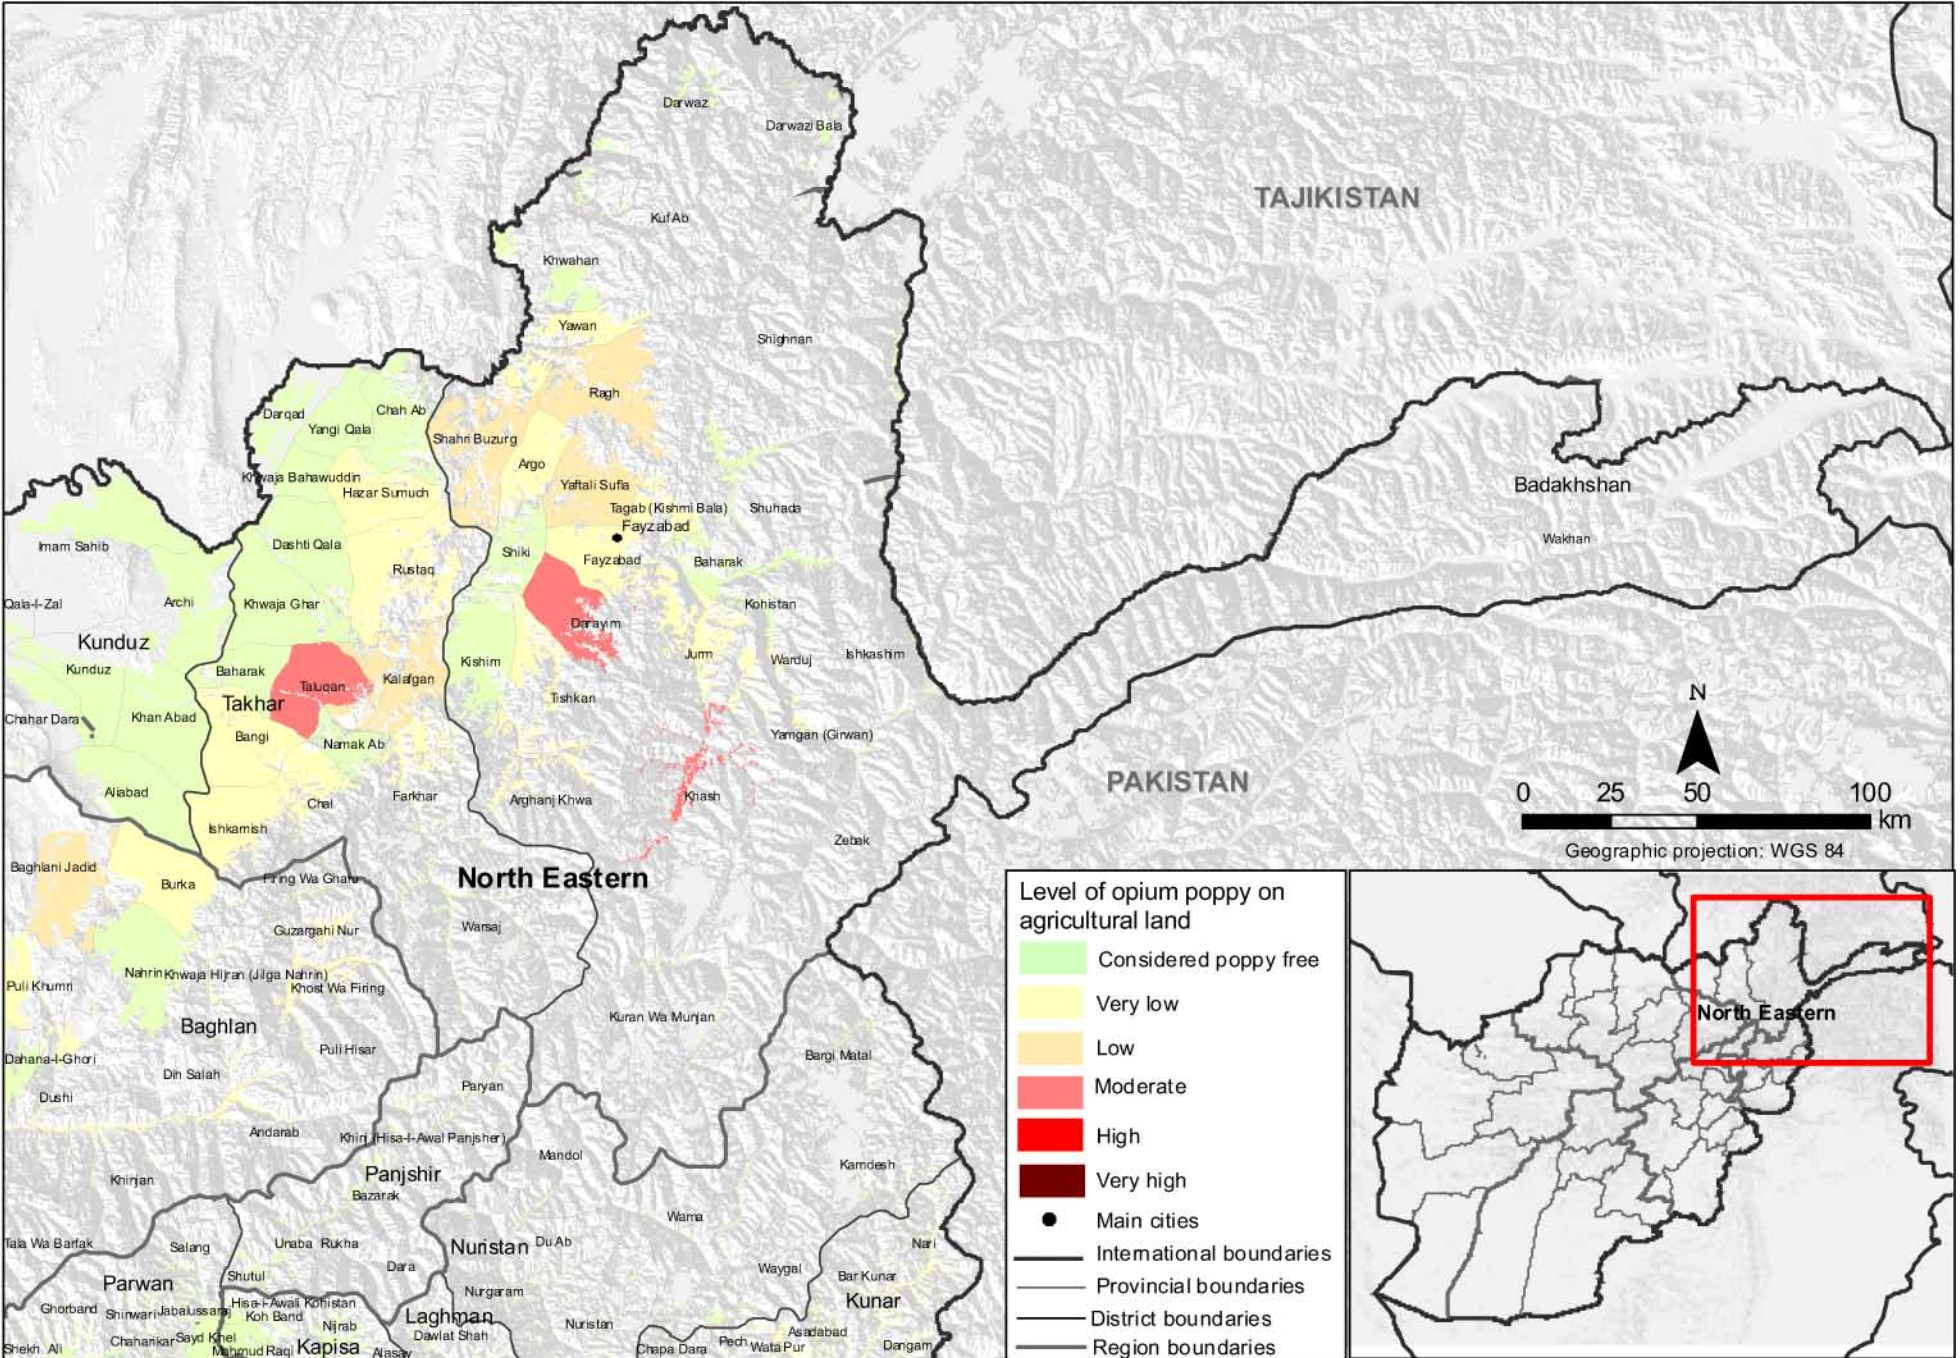 Darwaz
Darwazi Bala
TAJIKISTAN
Kuf Ab
Khwahan
Yawan
Shighnan
Ragh
Darqad
Chah Ab
Yangi Qala
Shahri Buzurg
Argo
Khwaja Bahawuddin
Hazar Sumuch
Yaftali Sufla
Badakhshan
Tagab (Kishmi Bala)
Shuhada
Fayzabad
Wakhan
Imam Sahib
Dashti Qala
Shiki
Fayzabad
Baharak
Rustaq
Qala-I-Zal
Archi
Khwaja Ghar
Kohistan
Darayim
Kunduz
Kunduz
Baharak
Kishim
Jurm
Warduj
Ishkashim
Taluqan
Kalafgan
Takhar
Tishkan
N
Chahar Dara
Khan Abad
Bangi
Namak Ab
Yamgan (Girwan)
PAKISTAN
Aliabad
Chal
Farkhar
Arghanj Khwa
Khash
0 25 50 100
km
Ishkamish
Zebak
Geographic projection: WGS 84
Baghlani Jadid
Burka
Firing Wa Gharu
North Eastern
Guzargahi Nur
Warsaj
Nahrin
Khwaja Hijran (Jilga Nahrin)
Puli Khumri
Khost Wa Firing
Baghlan
Kuran Wa Munjan
Puli Hisar
Bargi Matal
Dahana-I-Ghori
Dih Salah
Paryan
Dushi
Andarab
Khinj (Hisa-I-Awal Panjsher)
Mandol
Kamdesh
Khinjan
Panjshir
Bazarak
Wama
Tala Wa Barfak
Salang
Unaba
Rukha
Nuristan
Du Ab
Nari
Parwan
Shutul
Dara
Waygal
Bar Kunar
Nurgaram
Kunar
Ghorband
Shinwari
Jabalussaraj
Hisa-I-Awali Kohistan
Koh Band
Laghman
Nijrab
Nuristan
Chaharikar
Sayd Khel
Dawlat Shah
Asadabad
Pech
Wata Pur
Dangam
Shekh Ali
Mahmud Raqi
Kapisa
Alasay
Chapa Dara
Level of opium poppy on
agricultural land
Considered poppy free
Very low
Low
Moderate
High
Very high
Main cities
International boundaries
Provincial boundaries
District boundaries
Region boundaries
North Eastern